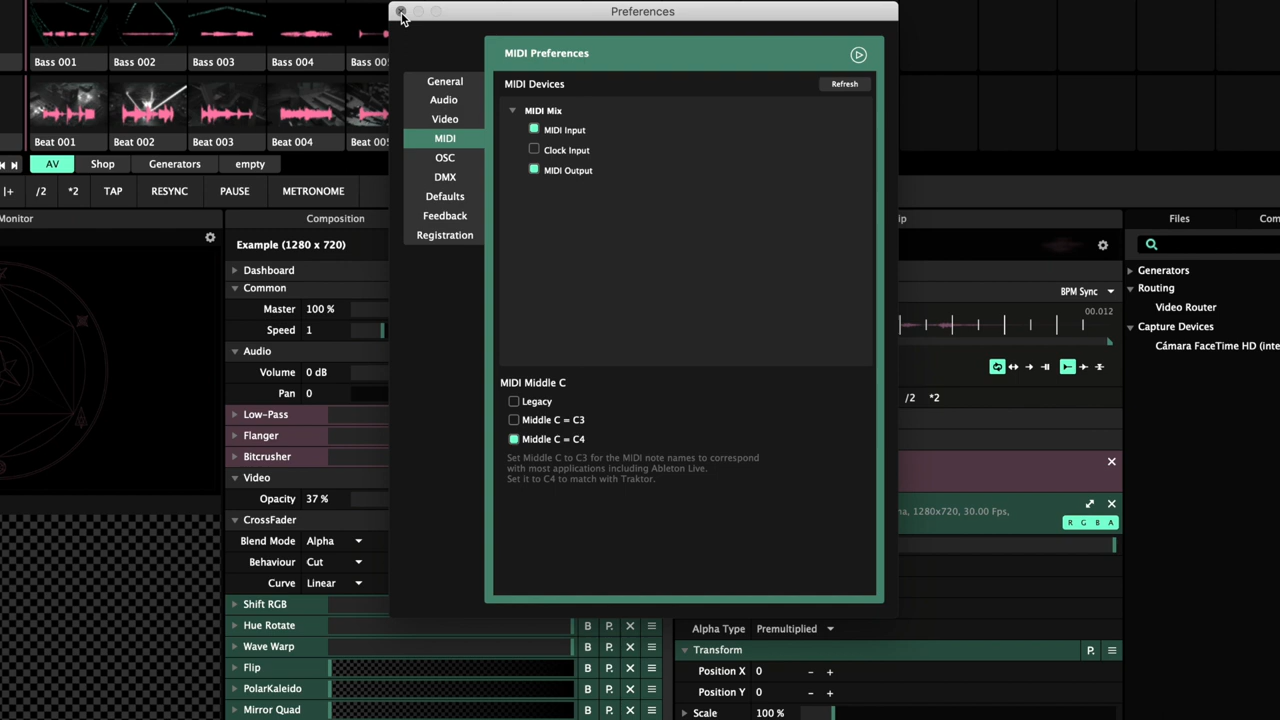 Preferences
Bass 001 Bass 002 Bass 003 Bass 004 Bass 005
Beat 001 Beat 002 Beat 003 Beat 004 Beat 005
AV Shop Generators empty
|+ /2 *2 TAP RESYNC PAUSE METRONOME
Monitor
Composition
Example (1280 x 720)
Dashboard
Common
Master 100 %
Speed 1
Audio
Volume 0 dB
Pan 0
Low-Pass
Flanger
Bitcrusher
Video
Opacity 37 %
CrossFader
Blend Mode Alpha
Behaviour Cut
Curve Linear
Shift RGB
Hue Rotate B P. X
Wave Warp B P. X
Flip B P. X
PolarKaleido B P. X
Mirror Quad B P. X
General
Audio
Video
MIDI
OSC
DMX
Defaults
Feedback
Registration
MIDI Preferences
MIDI Devices Refresh
MIDI Mix
MIDI Input
Clock Input
MIDI Output
MIDI Middle C
Legacy
Middle C = C3
Middle C = C4
Set Middle C to C3 for the MIDI note names to correspond
with most applications including Ableton Live.
Set it to C4 to match with Traktor.
ip
BPM Sync
00.012
/2 *2
na, 1280x720, 30.00 Fps,
R G B A
Alpha Type Premultiplied
Transform P.
Position X 0 - +
Position Y 0 - +
Scale 100 %
Files Com
Generators
Routing
Video Router
Capture Devices
Cámara FaceTime HD (inte